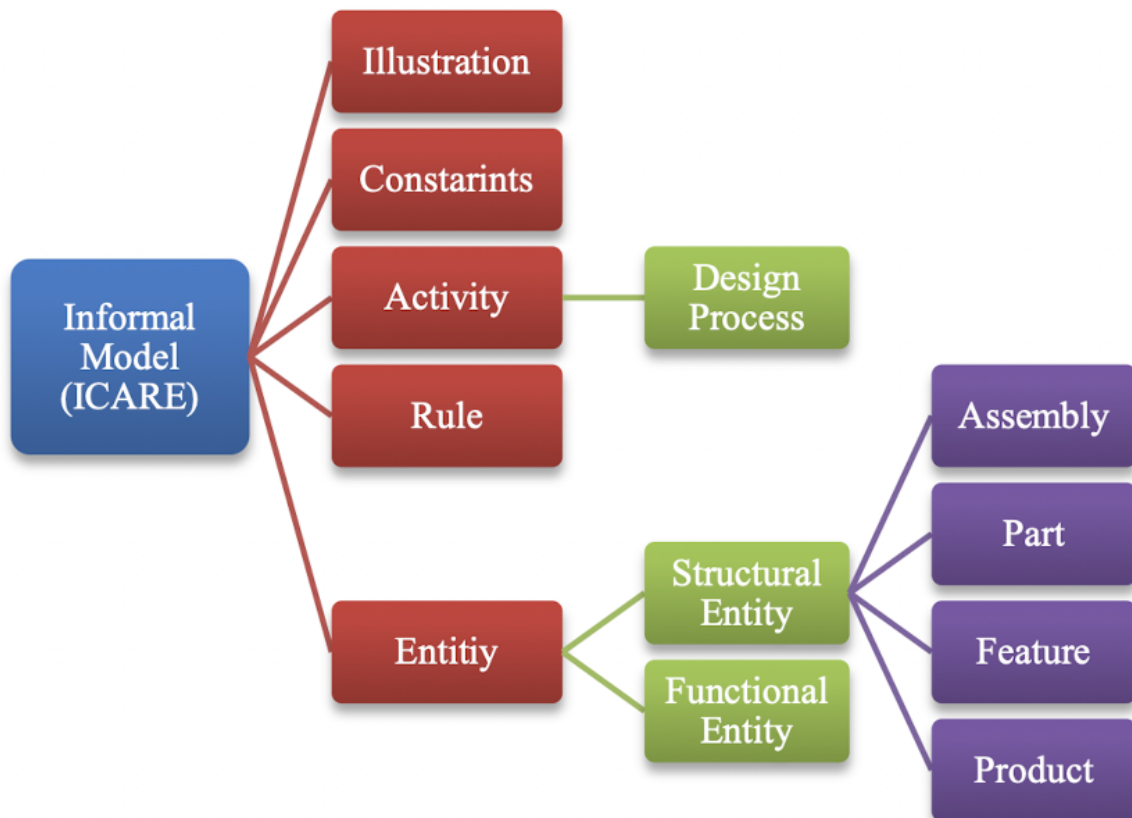 Informal
Model
(ICARE)
Illustration
Constarints
Activity
Rule
Entitiy
Design
Process
Structural
Entity
Functional
Entity
Assembly
Part
Feature
Product